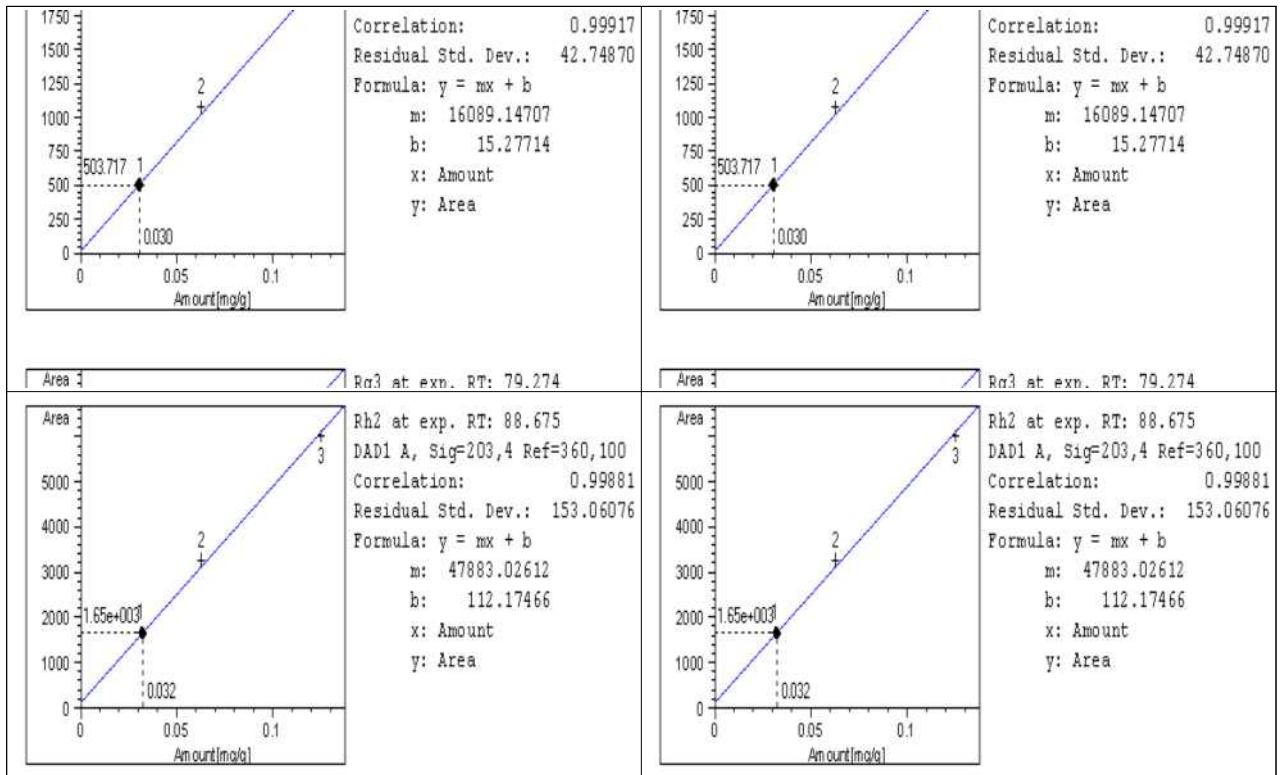 1750
1500
1250
1000
750
500
250
0
503.717
1
2
0.030
0
0.05
0.1
Amount[mg/g]
Correlation: 0.99917
Residual Std. Dev.: 42.74870
Formula: y = mx + b
m: 16089.14707
b: 15.27714
x: Amount
y: Area
1750
1500
1250
1000
750
500
250
0
503.717
1
2
0.030
0
0.05
0.1
Amount[mg/g]
Correlation: 0.99917
Residual Std. Dev.: 42.74870
Formula: y = mx + b
m: 16089.14707
b: 15.27714
x: Amount
y: Area
Area
Rg3 at exp. RT: 79.274
Area
Rg3 at exp. RT: 79.274
Area
5000
4000
3000
2000
1000
0
1.65e+003
1
2
3
0.032
0
0.05
0.1
Amount[mg/g]
Rh2 at exp. RT: 88.675
DAD1 A, Sig=203,4 Ref=360,100
Correlation: 0.99881
Residual Std. Dev.: 153.06076
Formula: y = mx + b
m: 47883.02612
b: 112.17466
x: Amount
y: Area
Area
5000
4000
3000
2000
1000
0
1.65e+003
1
2
3
0.032
0
0.05
0.1
Amount[mg/g]
Rh2 at exp. RT: 88.675
DAD1 A, Sig=203,4 Ref=360,100
Correlation: 0.99881
Residual Std. Dev.: 153.06076
Formula: y = mx + b
m: 47883.02612
b: 112.17466
x: Amount
y: Area